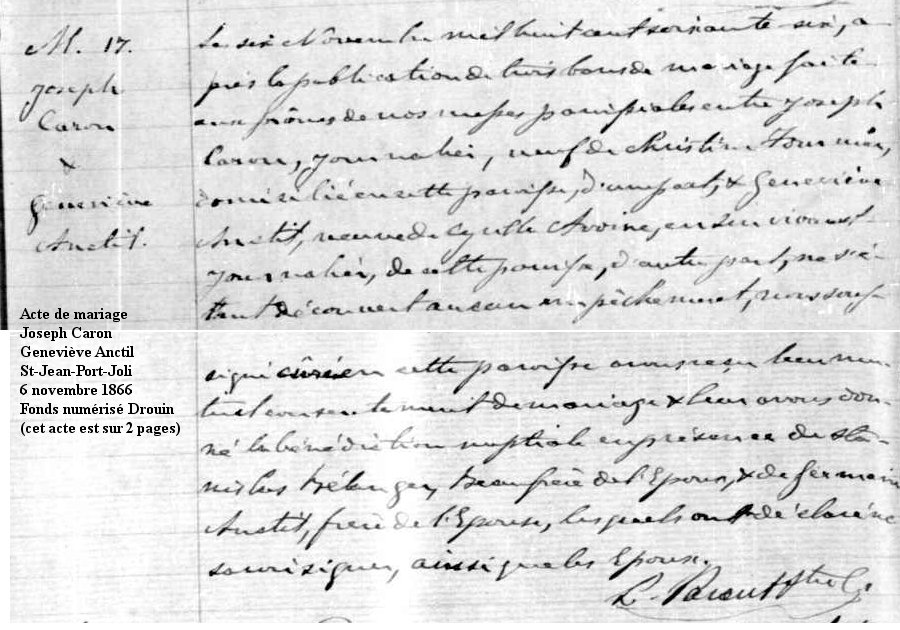 M. 17.
Joseph
Caron
&
Geneviève
Anctil.
Le six Novembre mil huit cent soixante-six, a-
près la publication de trois bans de mariage faite
aux prônes de nos messes paroissiales entre Joseph
Caron, journalier, veuf de Christine Fournier,
domicilié en cette paroisse, d'une part, & Geneviève
Anctil, veuve de Cyrille Avoine, en son vivant
journalier, de cette paroisse, d'autre part, ne s'é-
tant découvert aucun empêchement, nous sous-
signé curé en cette paroisse avons reçu leur mu-
tuel consentement de mariage & leur avons don-
né la bénédiction nuptiale en présence de Sta-
nislas Bélanger, beau frère de l'Epoux, & de Germain
Anctil, frère de l'Epouse, lesquels ont déclaré ne
savoir signer, ainsi que les Epoux.
L. Parent Ptre
Acte de mariage
Joseph Caron
Geneviève Anctil
St-Jean-Port-Joli
6 novembre 1866
Fonds numérisé Drouin
(cet acte est sur 2 pages)